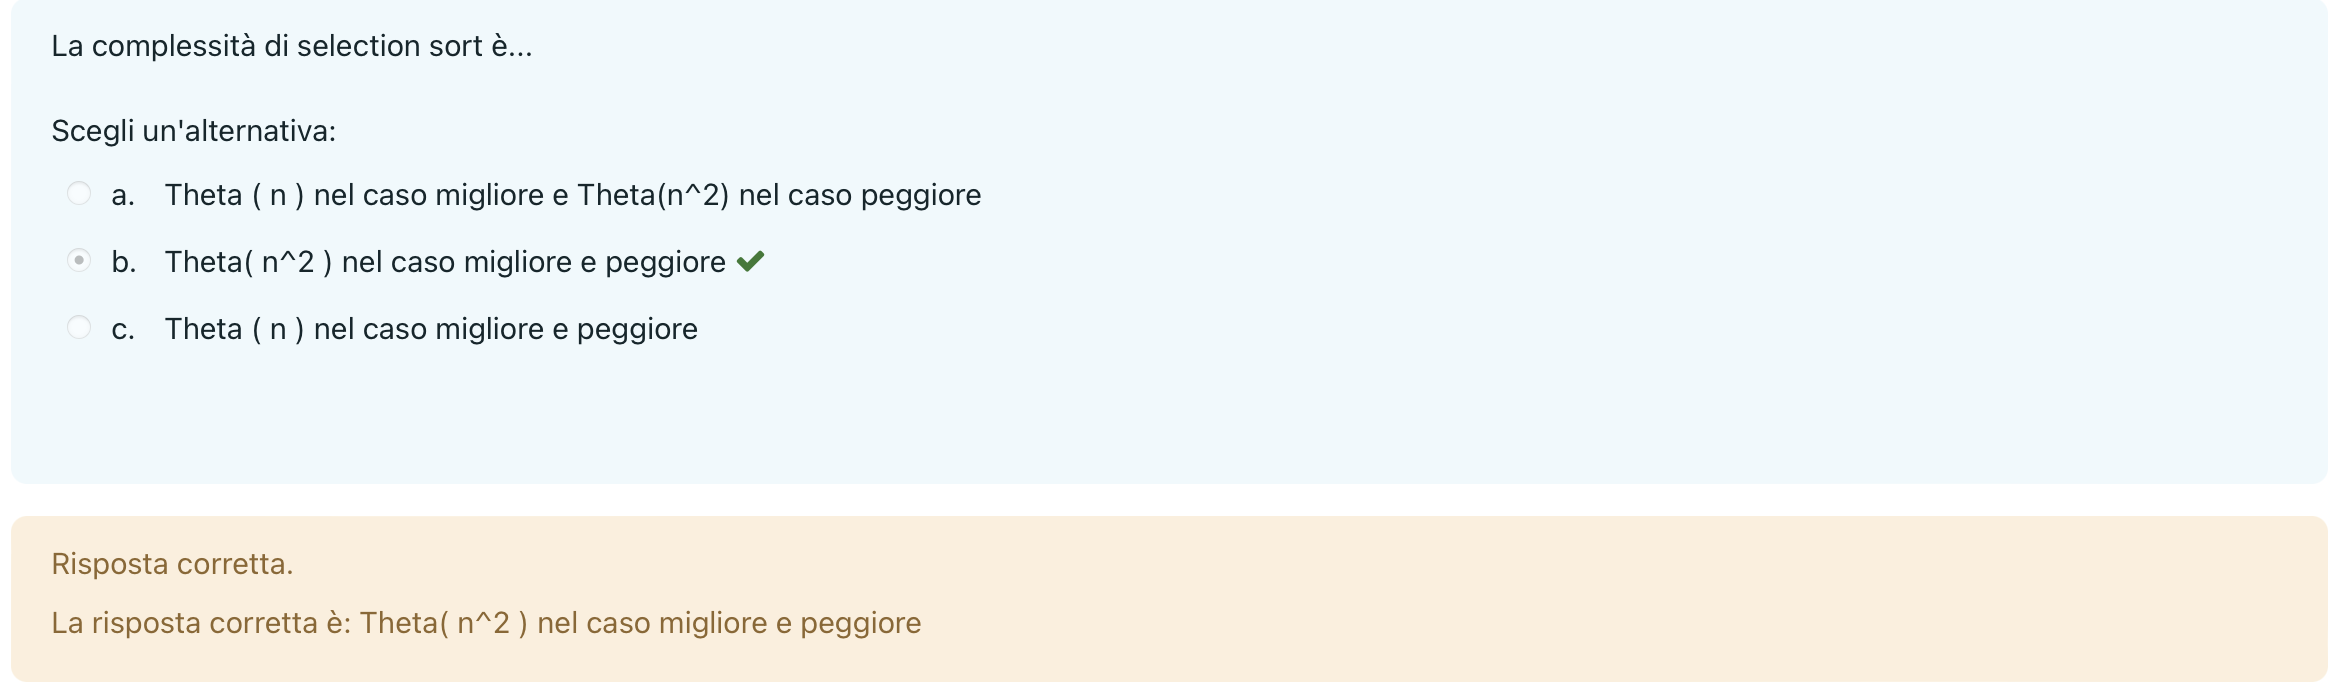 La complessità di selection sort è...
Scegli un'alternativa:
a. Theta ( n ) nel caso migliore e Theta(n^2) nel caso peggiore
b. Theta( n^2 ) nel caso migliore e peggiore
c. Theta ( n ) nel caso migliore e peggiore
Risposta corretta.
La risposta corretta è: Theta( n^2 ) nel caso migliore e peggiore